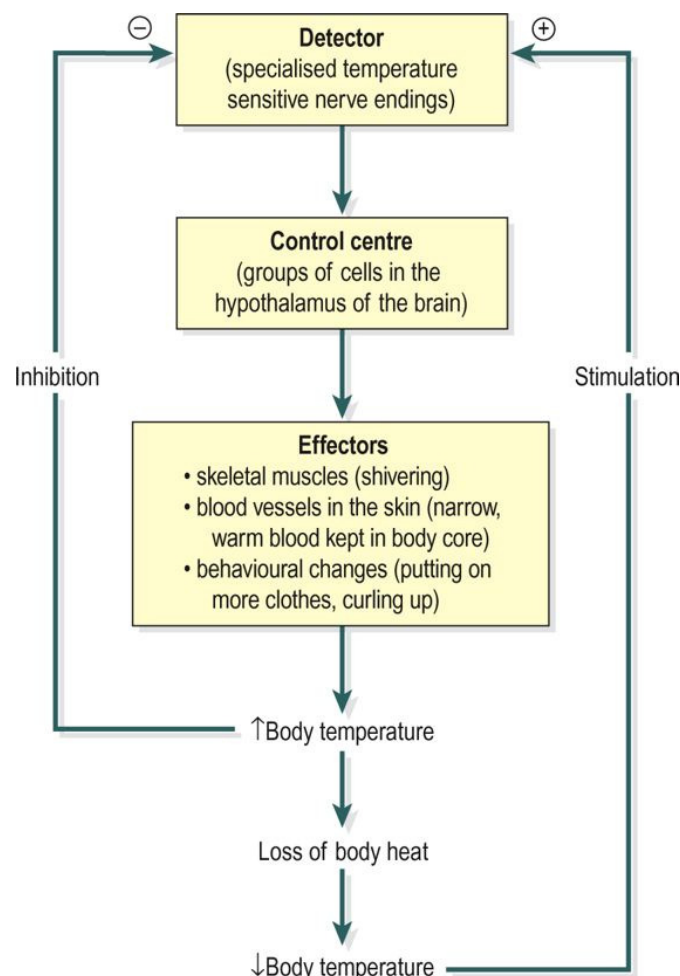 ⊖
⊕
Detector
(specialised temperature
sensitive nerve endings)
Control centre
(groups of cells in the
hypothalamus of the brain)
Inhibition
Stimulation
Effectors
• skeletal muscles (shivering)
• blood vessels in the skin (narrow,
warm blood kept in body core)
• behavioural changes (putting on
more clothes, curling up)
↑Body temperature
Loss of body heat
↓Body temperature